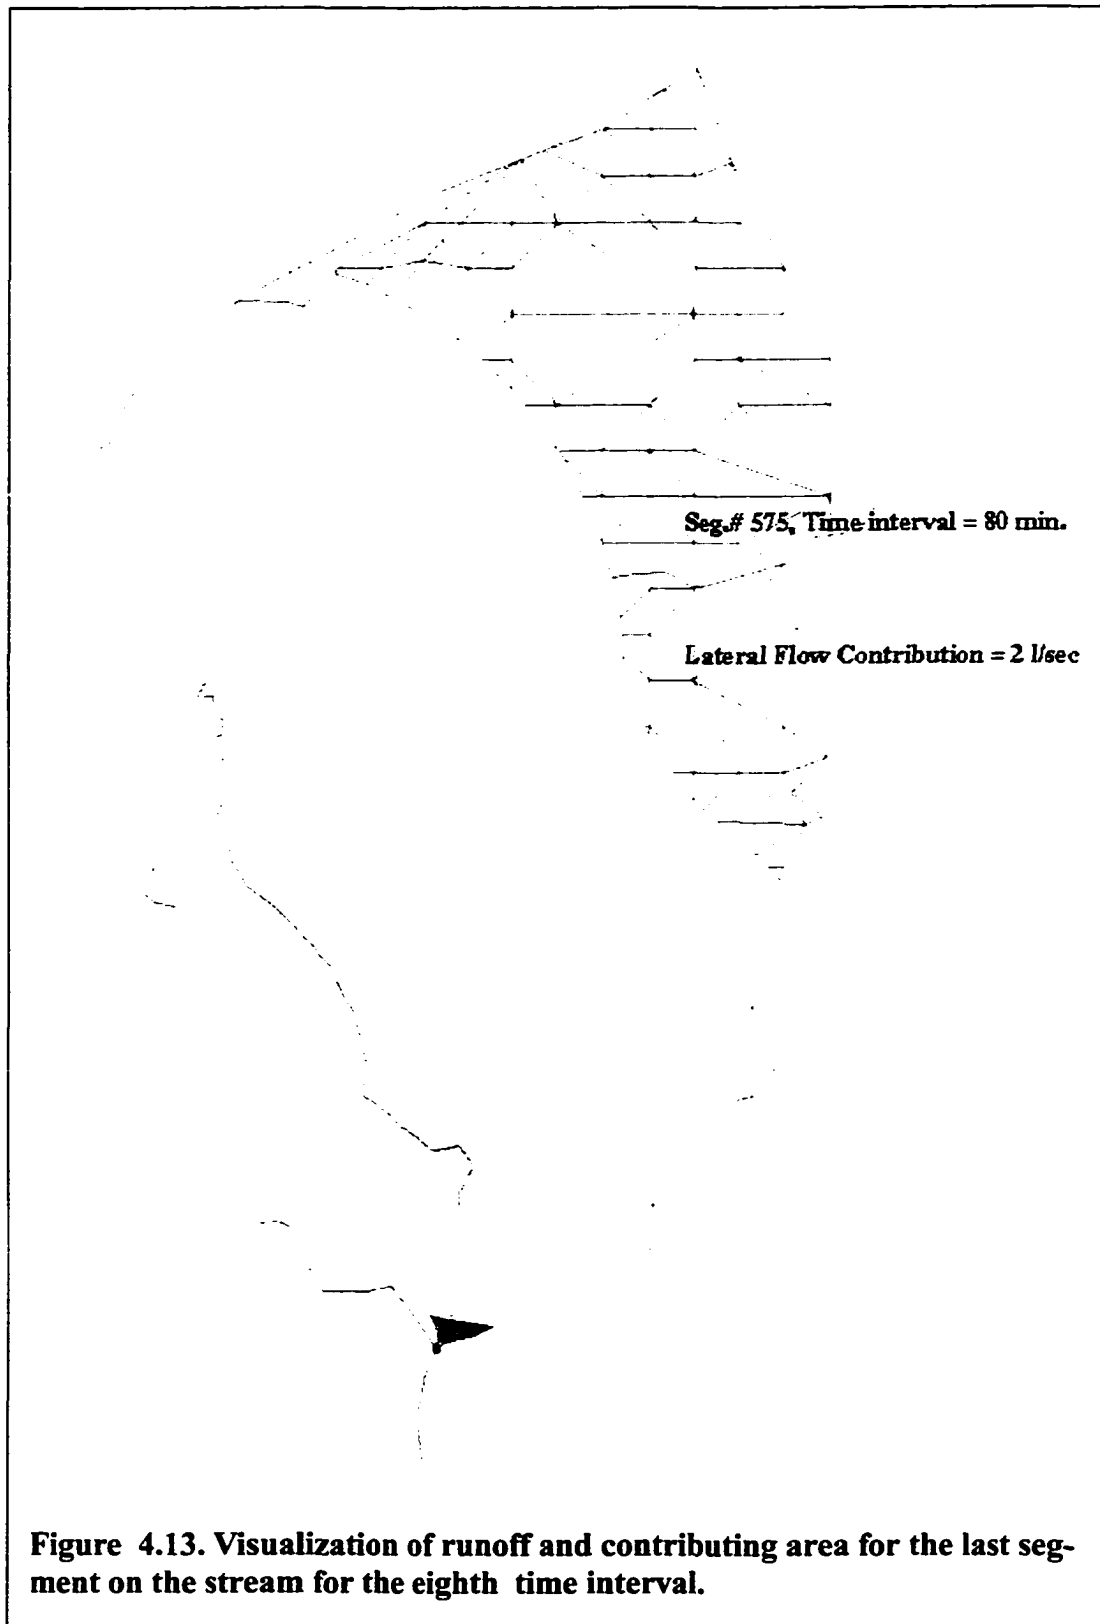 Seg.# 575, Time interval = 80 min.
Lateral Flow Contribution = 2 l/sec
Figure 4.13. Visualization of runoff and contributing area for the last seg-
ment on the stream for the eighth time interval.